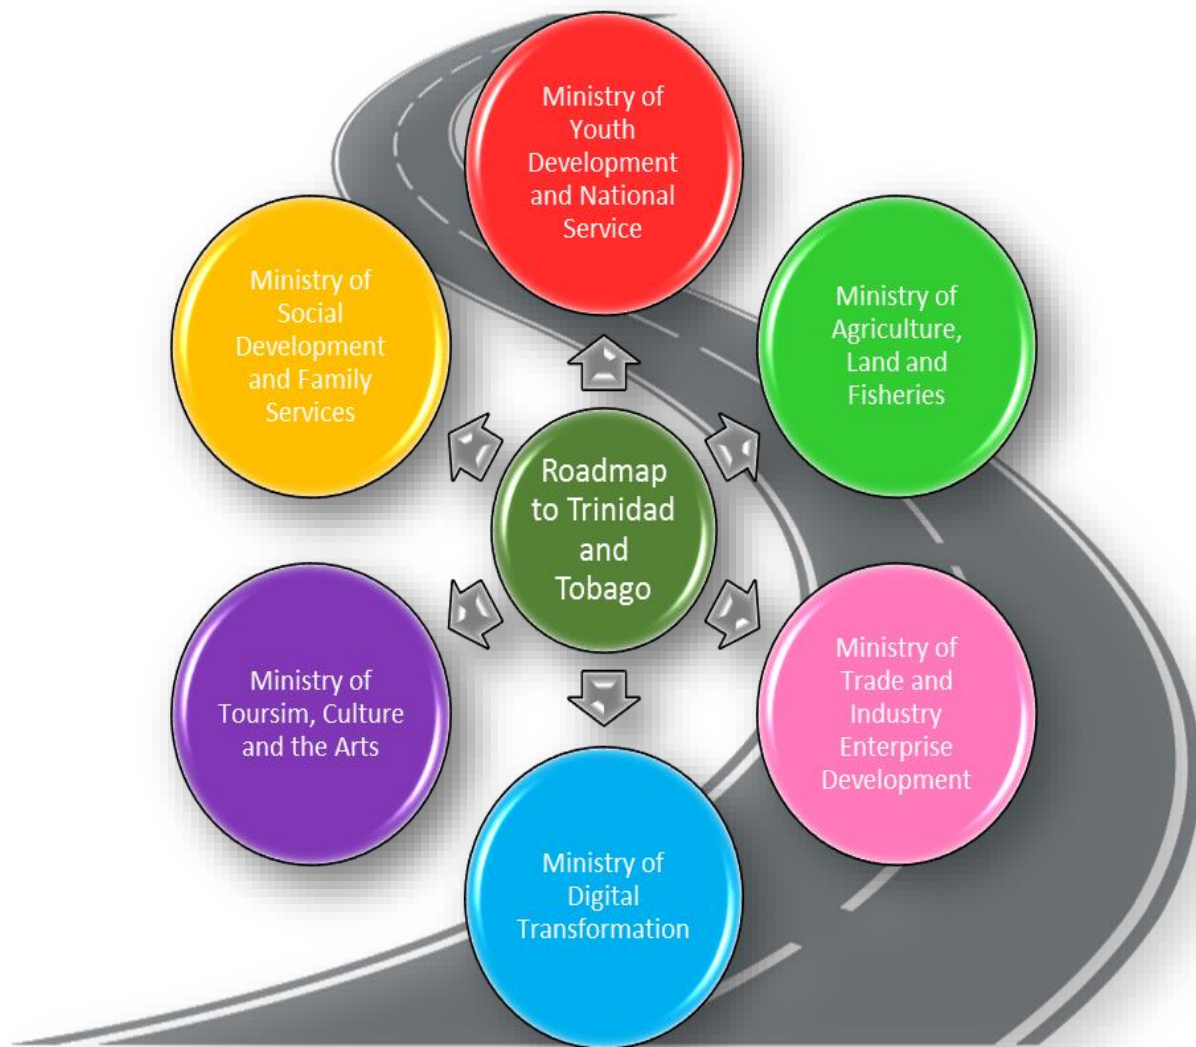 Ministry of
Youth
Development
and National
Service
Ministry of
Social
Development
and Family
Services
Ministry of
Agriculture,
Land and
Fisheries
Roadmap
to Trinidad
and
Tobago
Ministry of
Toursim, Culture
and the Arts
Ministry of
Trade and
Industry
Enterprise
Development
Ministry of
Digital
Transformation